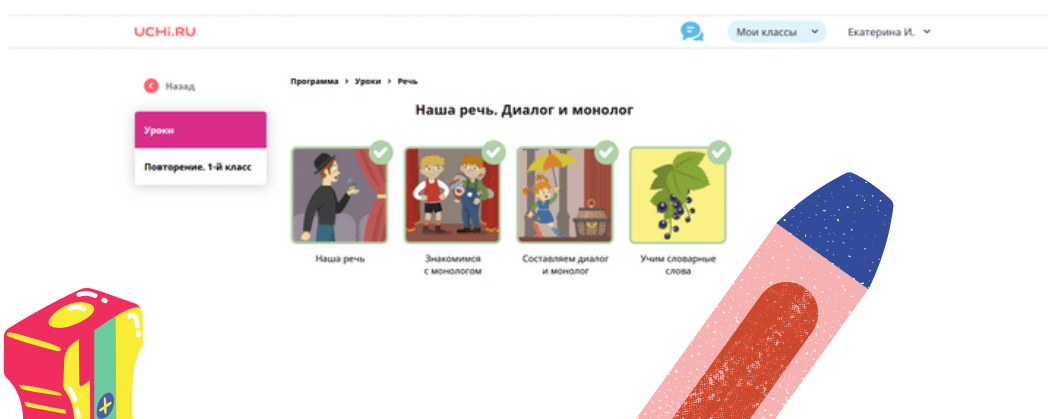 UCHi.RU
Мои классы
Екатерина И.
Назад
Программа › Уроки › Речь
Наша речь. Диалог и монолог
Уроки
Повторение. 1-й класс
Наша речь
Знакомимся
с монологом
Составляем диалог
и монолог
Учим словарные
слова